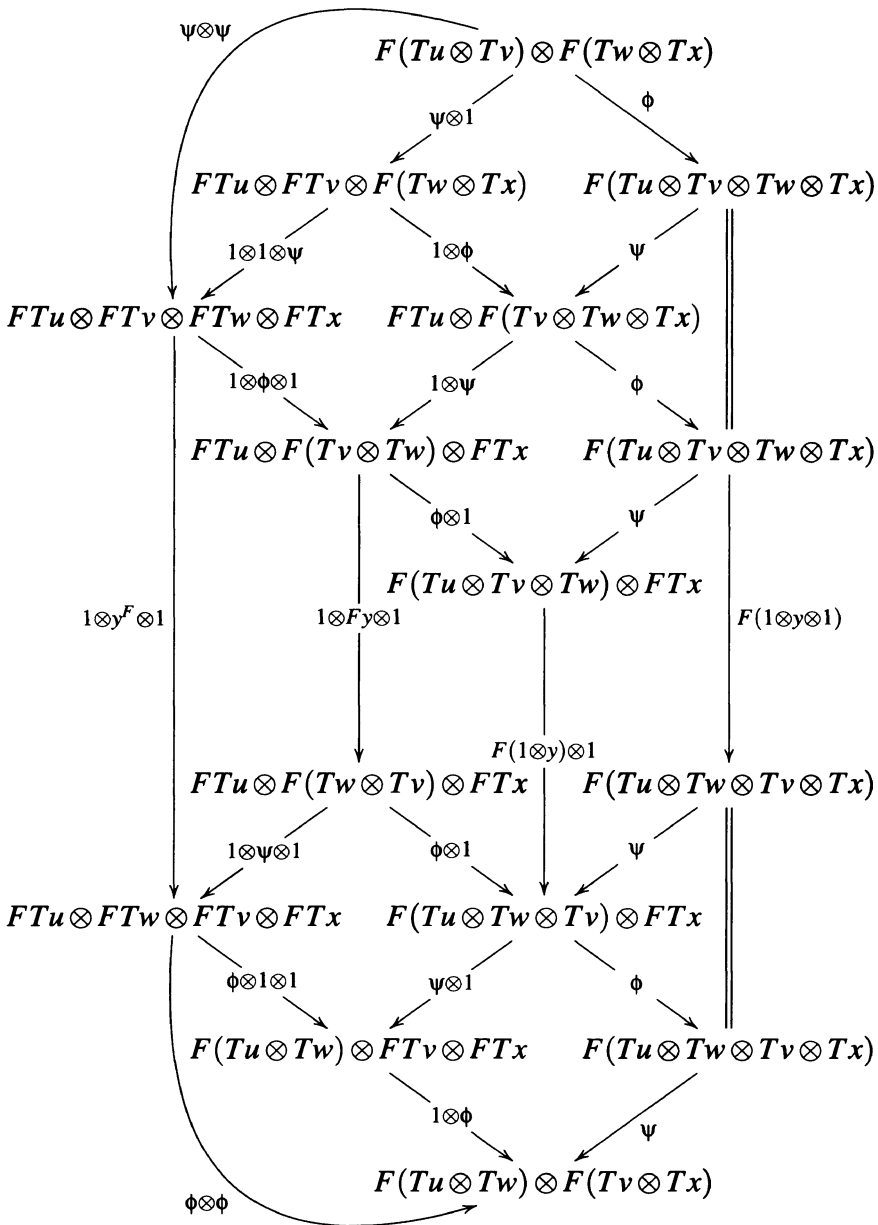 ψ⊗ψ
F(Tu ⊗ Tv) ⊗ F(Tw ⊗ Tx)
ψ⊗1
ϕ
FTu ⊗ FTv ⊗ F(Tw ⊗ Tx)
F(Tu ⊗ Tv ⊗ Tw ⊗ Tx)
1⊗1⊗ψ
1⊗ϕ
ψ
FTu ⊗ FTv ⊗ FTw ⊗ FTx
FTu ⊗ F(Tv ⊗ Tw ⊗ Tx)
1⊗ϕ⊗1
1⊗ψ
ϕ
FTu ⊗ F(Tv ⊗ Tw) ⊗ FTx
F(Tu ⊗ Tv ⊗ Tw ⊗ Tx)
ϕ⊗1
ψ
F(Tu ⊗ Tv ⊗ Tw) ⊗ FTx
1⊗y^F⊗1
1⊗Fy⊗1
F(1⊗y⊗1)
F(1⊗y)⊗1
FTu ⊗ F(Tw ⊗ Tv) ⊗ FTx
F(Tu ⊗ Tw ⊗ Tv ⊗ Tx)
1⊗ψ⊗1
ϕ⊗1
ψ
FTu ⊗ FTw ⊗ FTv ⊗ FTx
F(Tu ⊗ Tw ⊗ Tv) ⊗ FTx
ϕ⊗1⊗1
ψ⊗1
ϕ
F(Tu ⊗ Tw) ⊗ FTv ⊗ FTx
F(Tu ⊗ Tw ⊗ Tv ⊗ Tx)
1⊗ϕ
ψ
F(Tu ⊗ Tw) ⊗ F(Tv ⊗ Tx)
ϕ⊗ϕ